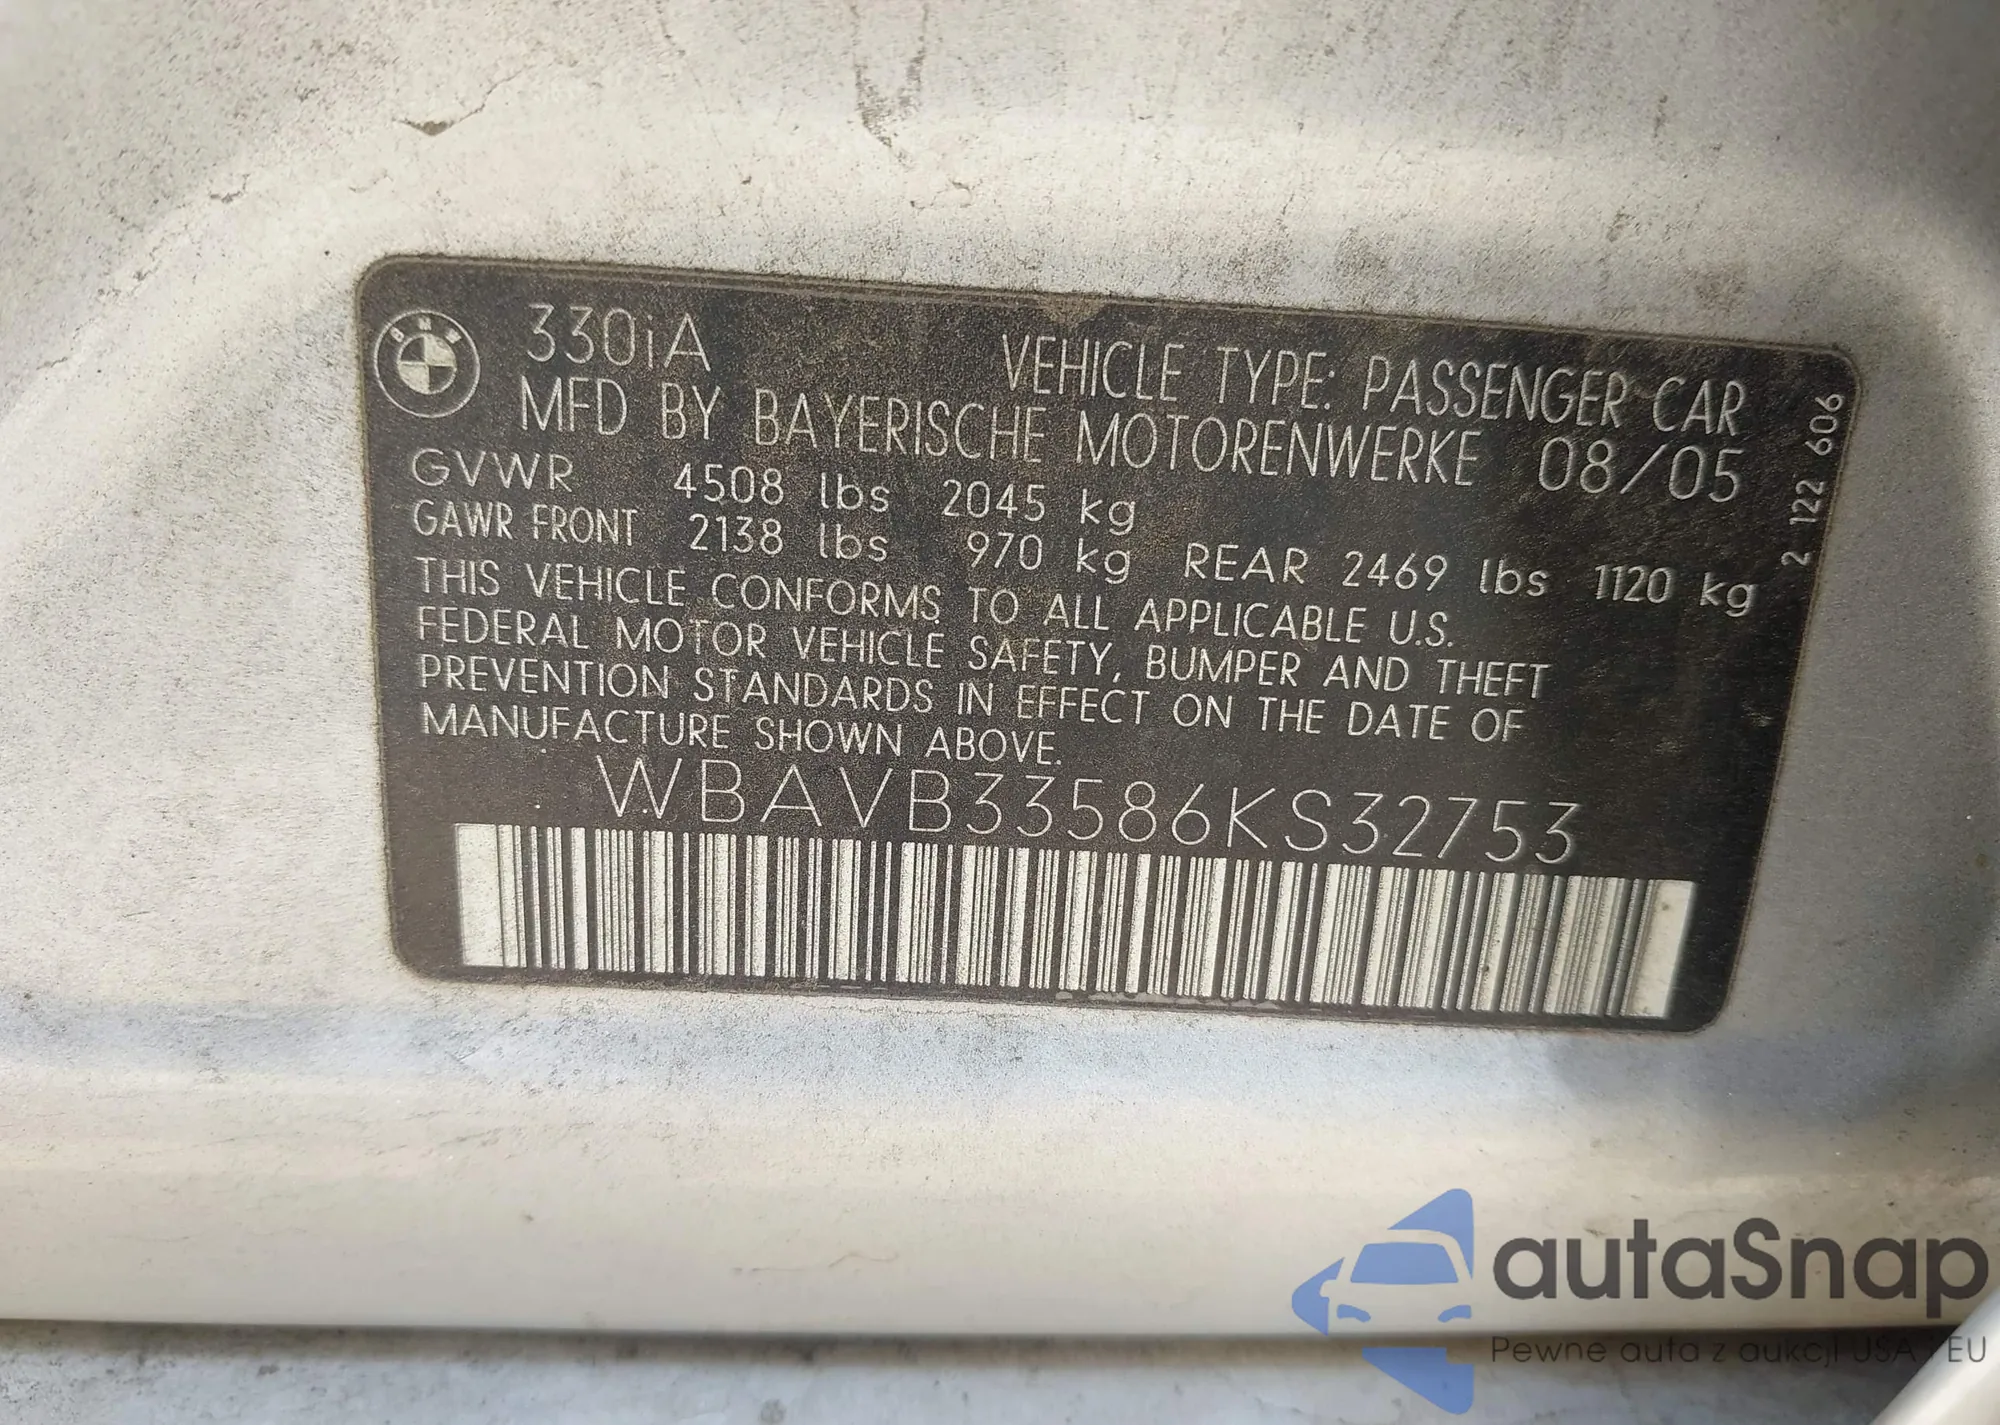 BMW
330iA
VEHICLE TYPE: PASSENGER CAR
MFD BY BAYERISCHE MOTORENWERKE 08/05
GVWR 4508 lbs 2045 kg
GAWR FRONT 2138 lbs 970 kg REAR 2469 lbs 1120 kg
THIS VEHICLE CONFORMS TO ALL APPLICABLE U.S.
FEDERAL MOTOR VEHICLE SAFETY, BUMPER AND THEFT
PREVENTION STANDARDS IN EFFECT ON THE DATE OF
MANUFACTURE SHOWN ABOVE.
WBAVB33586KS32753
2 122 606
autaSnap
Pewne auta z aukcji USA i EU